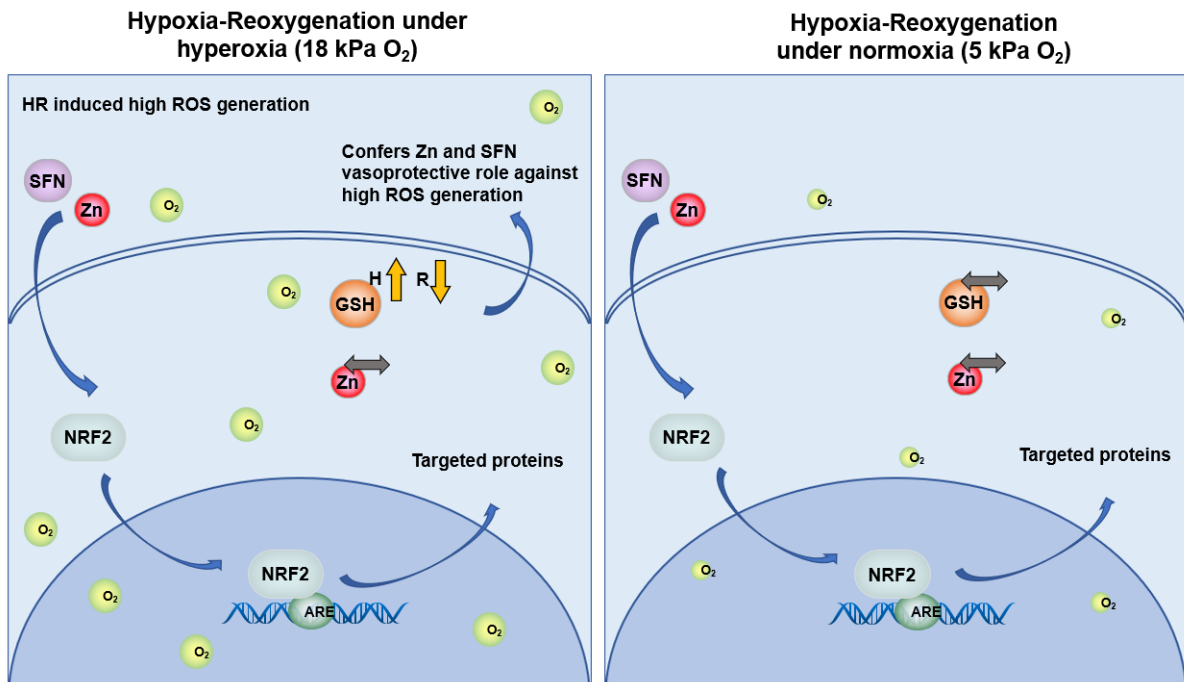 Hypoxia-Reoxygenation under
hyperoxia (18 kPa O₂)
HR induced high ROS generation
O₂
Confers Zn and SFN
vasoprotective role against
high ROS generation
SFN
Zn
O₂
H
R
O₂
GSH
Zn
O₂
O₂
NRF2
Targeted proteins
O₂
NRF2
O₂
ARE
O₂
O₂
Hypoxia-Reoxygenation
under normoxia (5 kPa O₂)
SFN
Zn
O₂
GSH
O₂
Zn
NRF2
O₂
Targeted proteins
O₂
NRF2
O₂
ARE